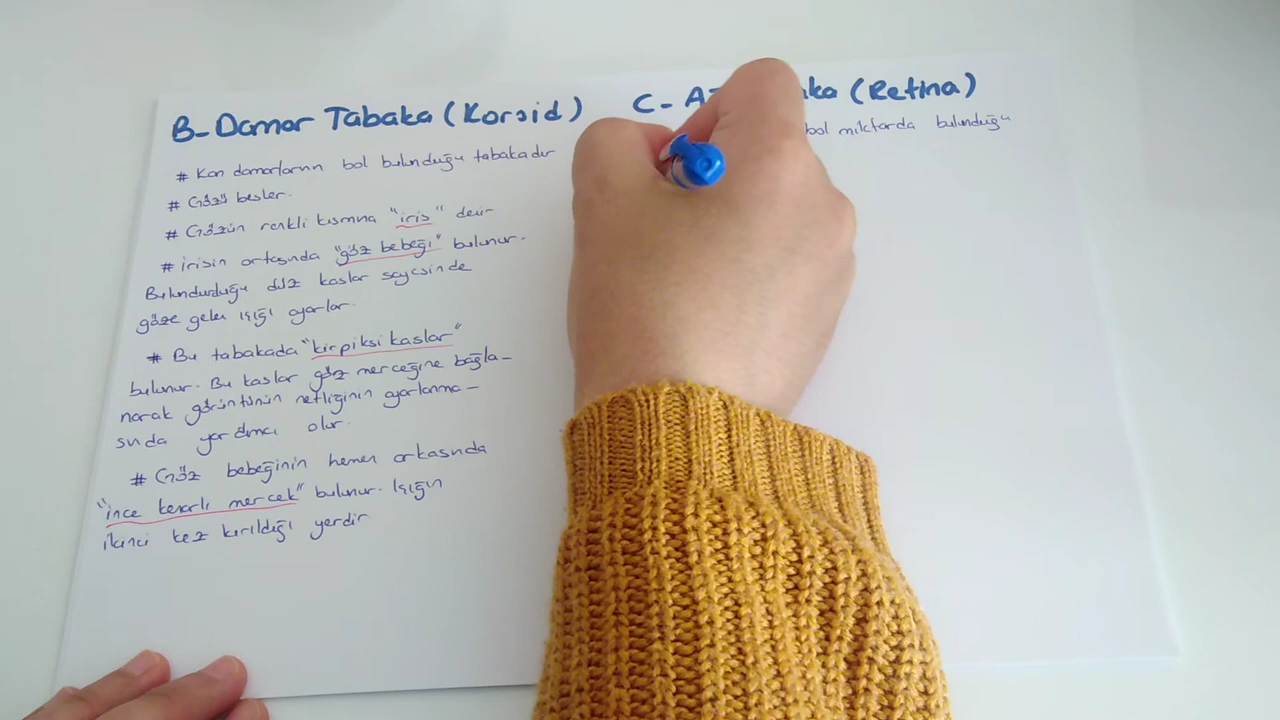 B-Damar Tabaka (Koroid)
# Kan damarlarının bol bulunduğu tabakadır
# Gözü besler.
# Gözün renkli kısmına "iris" denir
# irisin ortasında "göz bebeği" bulunur.
Bulundurduğu düz kaslar sayesinde
göze gelen ışığı ayarlar.
# Bu tabakada "kirpiksi kaslar"
bulunur. Bu kaslar göz merceğine bağla-
narak görüntünün netliğinin ayarlanma-
sında yardımcı olur.
# Göz bebeğinin hemen arkasında
"ince kenarlı mercek" bulunur. Işığın
ikinci kez kırıldığı yerdir
C- (Retina)
bol miktarda bulunduğu